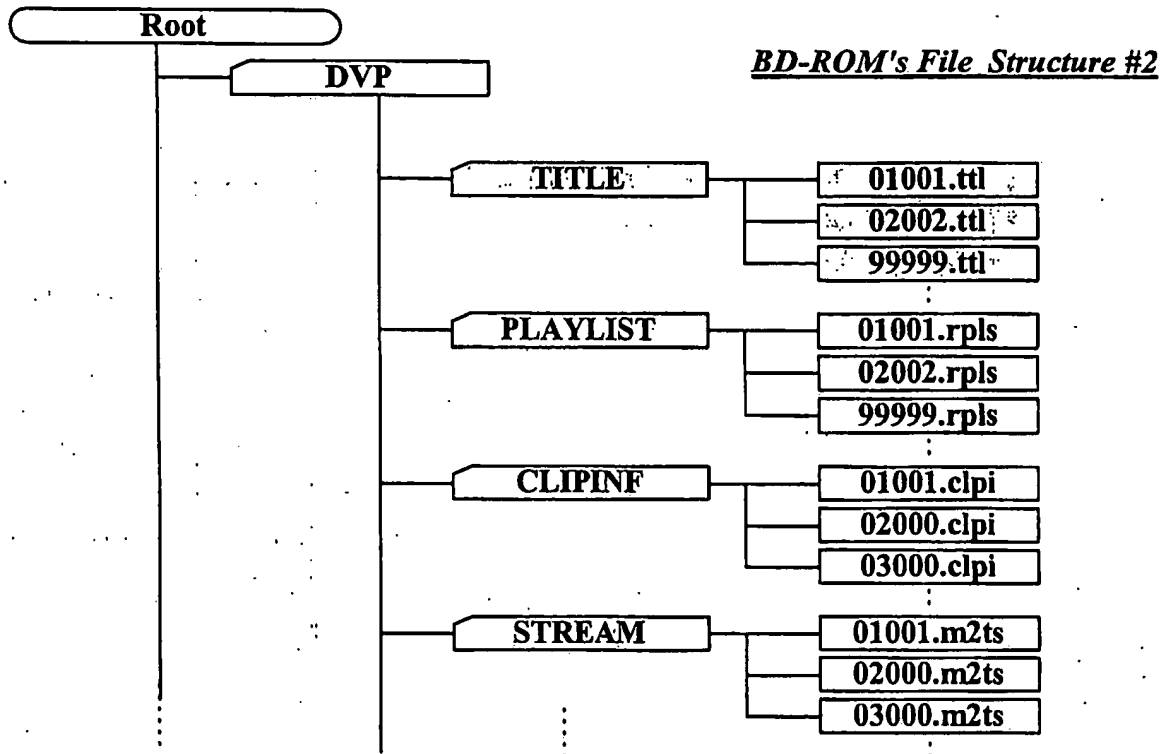 Root
BD-ROM's File Structure #2
DVP
TITLE
01001.ttl
02002.ttl
99999.ttl
PLAYLIST
01001.rpls
02002.rpls
99999.rpls
CLIPINF
01001.clpi
02000.clpi
03000.clpi
STREAM
01001.m2ts
02000.m2ts
03000.m2ts